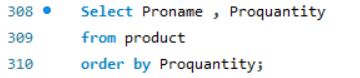 308 Select Proname , Proquantity
309 from product
310 order by Proquantity;